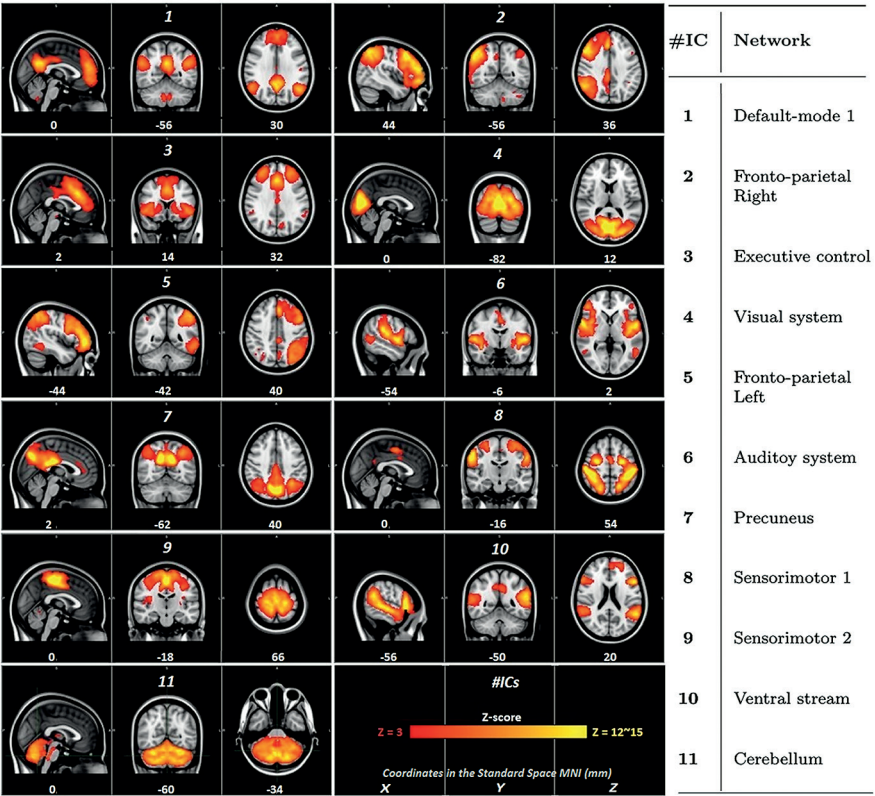 1
2
0
-56
30
44
-56
36
3
4
2
14
32
0
-82
12
5
6
-44
-42
40
-54
-6
2
7
8
2
-62
40
0
-16
54
9
10
0
-18
66
-56
-50
20
11
0
-60
-34
#ICs
Z-score
Z = 3
Z = 12~15
Coordinates in the Standard Space MNI (mm)
X Y Z
#IC Network
1 Default-mode 1
2 Fronto-parietal
Right
3 Executive control
4 Visual system
5 Fronto-parietal
Left
6 Auditoy system
7 Precuneus
8 Sensorimotor 1
9 Sensorimotor 2
10 Ventral stream
11 Cerebellum